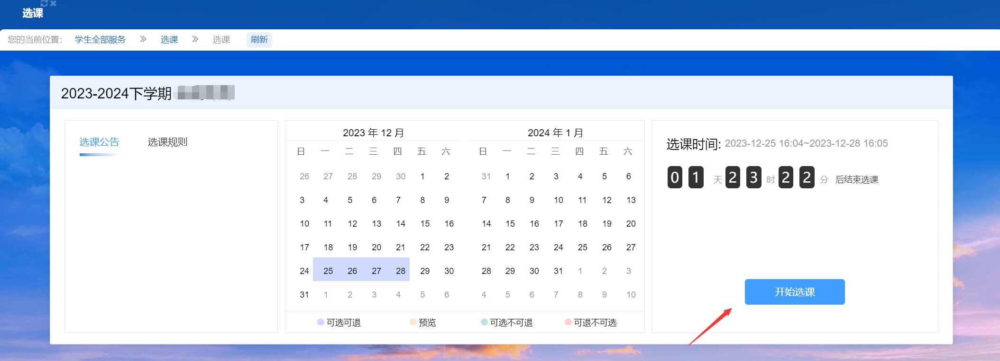 选课
您的当前位置： 学生全部服务 >> 选课 >> 选课 刷新
2023-2024下学期
选课公告 选课规则
2023 年 12 月
日 一 二 三 四 五 六
26 27 28 29 30 1 2
3 4 5 6 7 8 9
10 11 12 13 14 15 16
17 18 19 20 21 22 23
24 25 26 27 28 29 30
31 1 2 3 4 5 6
2024 年 1 月
日 一 二 三 四 五 六
31 1 2 3 4 5 6
7 8 9 10 11 12 13
14 15 16 17 18 19 20
21 22 23 24 25 26 27
28 29 30 31 1 2 3
4 5 6 7 8 9 10
可选可退 预览 可选不可退 可退不可选
选课时间: 2023-12-25 16:04~2023-12-28 16:05
01 天 23 时 22 分 后结束选课
开始选课